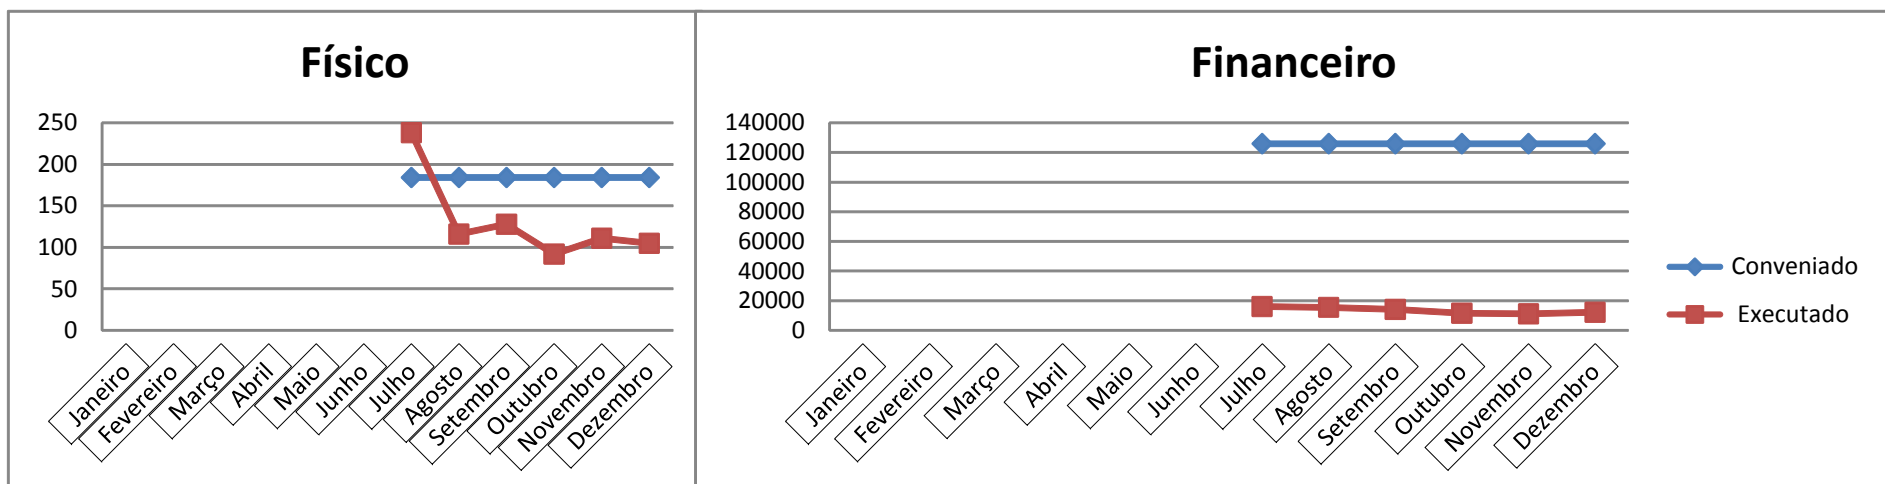 Físico
250
200
150
100
50
0
Janeiro
Fevereiro
Março
Abril
Maio
Junho
Julho
Agosto
Setembro
Outubro
Novembro
Dezembro
Financeiro
140000
120000
100000
80000
60000
40000
20000
0
Janeiro
Fevereiro
Março
Abril
Maio
Junho
Julho
Agosto
Setembro
Outubro
Novembro
Dezembro
Conveniado
Executado